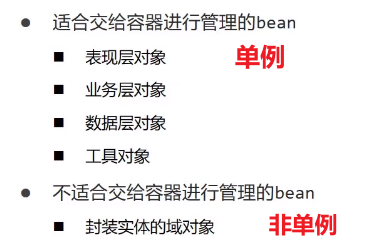 适合交给容器进行管理的bean
表现层对象 单例
业务层对象
数据层对象
工具对象
不适合交给容器进行管理的bean
封装实体的域对象 非单例